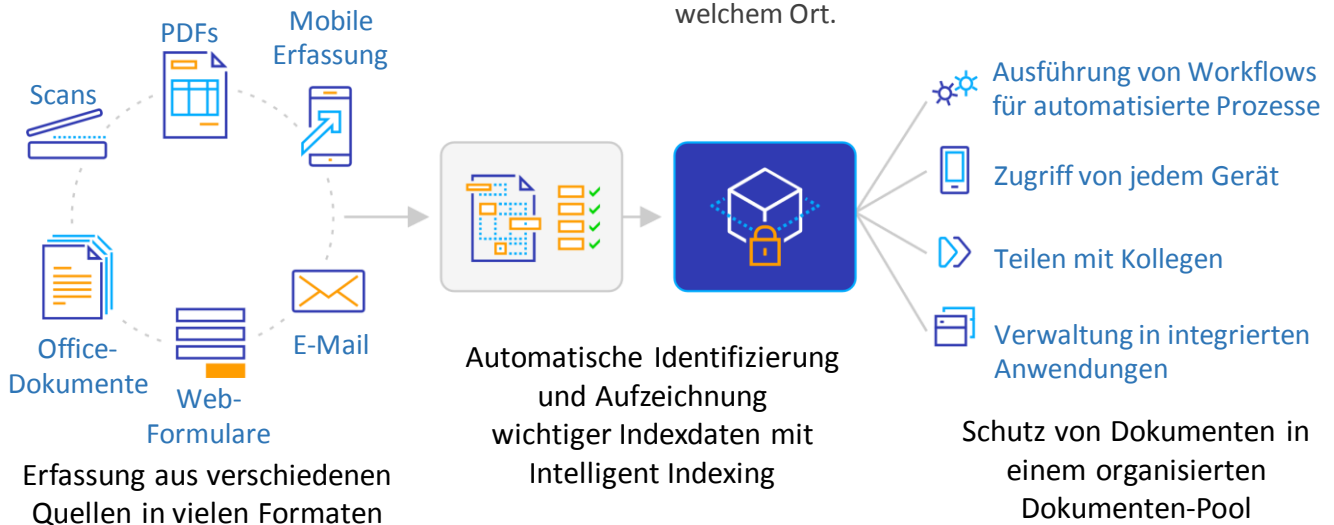 welchem Ort.
PDFs
Mobile
Erfassung
Scans
Office-
Dokumente
Web-
Formulare
E-Mail
Erfassung aus verschiedenen
Quellen in vielen Formaten
Automatische Identifizierung
und Aufzeichnung
wichtiger Indexdaten mit
Intelligent Indexing
Ausführung von Workflows
für automatisierte Prozesse
Zugriff von jedem Gerät
Teilen mit Kollegen
Verwaltung in integrierten
Anwendungen
Schutz von Dokumenten in
einem organisierten
Dokumenten-Pool